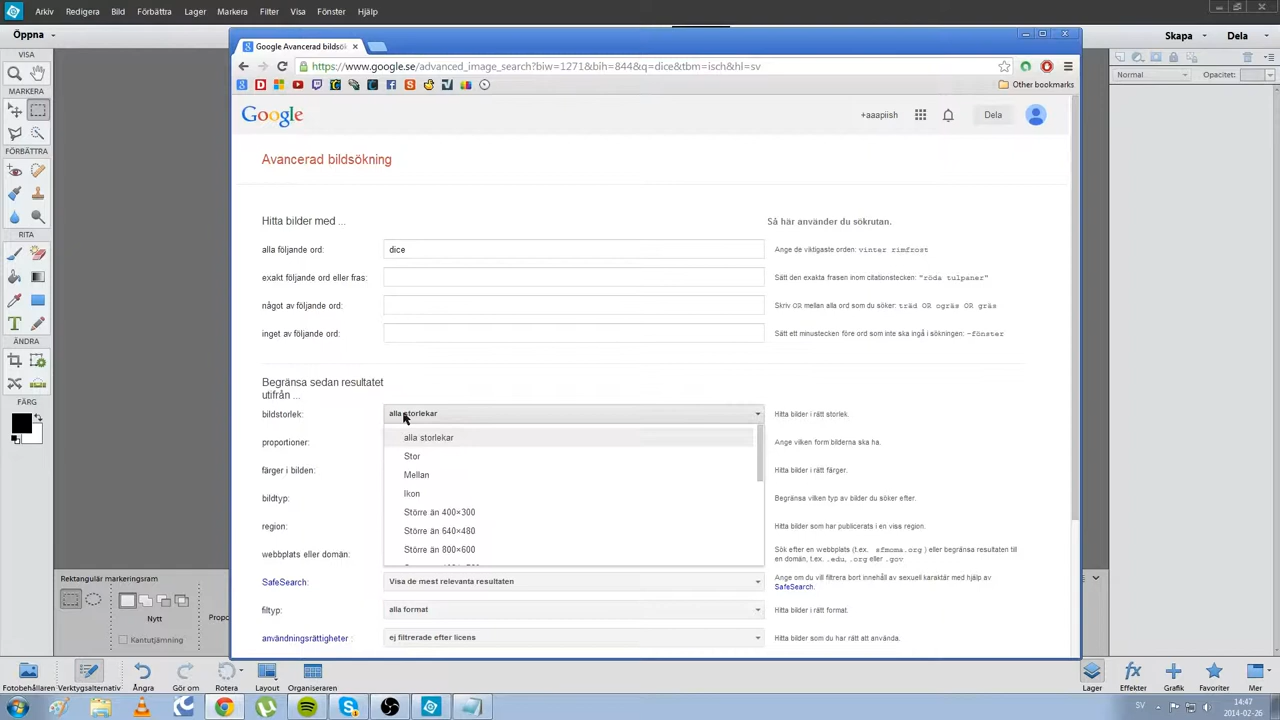 Arkiv Redigera Bild Förbättra Lager Markera Filter Visa Fönster Hjälp
Öppna
Skapa Dela
Google Avancerad bildsök
https://www.google.se/advanced_image_search?biw=1271&bih=844&q=dice&tbm=isch&hl=sv
Other bookmarks
VISA
MARKERA
FÖRBÄTTRA
RITA
ÄNDRA
FÄRG
Normal Opacitet:
Google
+aaapiish
Dela
Avancerad bildsökning
Hitta bilder med ... Så här använder du sökrutan.
alla följande ord: dice Ange de viktigaste orden: vinter rimfrost
exakt följande ord eller fras: Sätt den exakta frasen inom citationstecken: "röda tulpaner"
något av följande ord: Skriv OR mellan alla ord som du söker: träd OR ogräs OR gräs
inget av följande ord: Sätt ett minustecken före ord som inte ska ingå i sökningen: -fönster
Begränsa sedan resultatet
utifrån ...
bildstorlek: alla storlekar Hitta bilder i rätt storlek.
alla storlekar
Stor
Mellan
Ikon
Större än 400×300
Större än 640×480
Större än 800×600
proportioner: Ange vilken form bilderna ska ha.
färger i bilden: Hitta bilder i rätt färger.
bildtyp: Begränsa vilken typ av bilder du söker efter.
region: Hitta bilder som har publicerats i en viss region.
webbplats eller domän: Sök efter en webbplats (t.ex. sfmoma.org ) eller begränsa resultaten till
en domän, t.ex. .edu, .org eller .gov
SafeSearch: Visa de mest relevanta resultaten Ange om du vill filtrera bort innehåll av sexuell karaktär med hjälp av
SafeSearch.
filtyp: alla format Hitta bilder i rätt format.
användningsrättigheter : ej filtrerade efter licens Hitta bilder som du har rätt att använda.
Rektangulär markeringsram
Nytt
Propo
Kantutjämning
Fotobehållaren Verktygsalternativ Ångra Gör om Rotera Layout Organiseraren
Lager Effekter Grafik Favoriter Mer
SV
14:47
2014-02-26